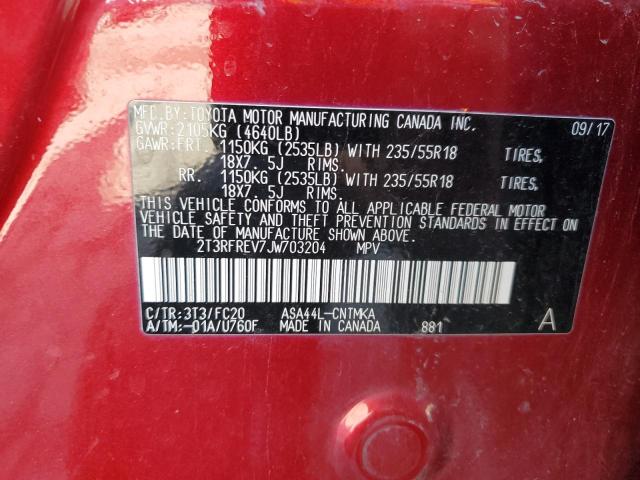 MFC.BY:TOYOTA MOTOR MANUFACTURING CANADA INC.
09/17
GVWR:2105KG (4640LB)
GAWR:FRT. 1150KG (2535LB) WITH 235/55R18 TIRES,
18X7.5J RIMS.
RR. 1150KG (2535LB) WITH 235/55R18 TIRES,
18X7.5J RIMS.
THIS VEHICLE CONFORMS TO ALL APPLICABLE FEDERAL MOTOR
VEHICLE SAFETY AND THEFT PREVENTION STANDARDS IN EFFECT ON
THE DATE OF MANUFACTURE SHOWN ABOVE.
2T3RFREV7JW703204 MPV
C/TR:3T3/FC20 ASA44L-CNTMKA
A/TM:-01A/U760F MADE IN CANADA 881 A